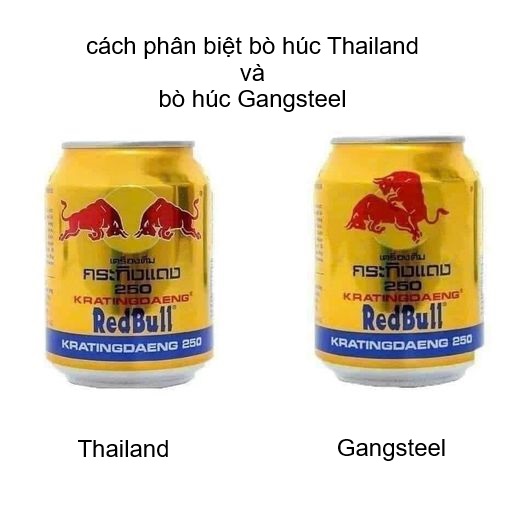 cách phân biệt bò húc Thailand
và
bò húc Gangsteel
เครื่องดื่ม
กระทิงแดง
250
KRATINGDAENG®
RedBull®
KRATINGDAENG 250
เครื่องดื่ม
กระทิงแดง
250
KRATINGDAENG®
RedBull®
KRATINGDAENG 250
Thailand
Gangsteel